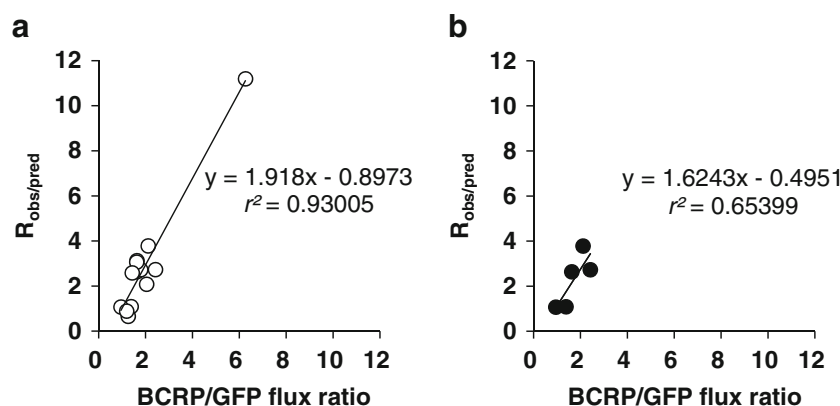 a
b
12
10
8
6
4
2
0
R_obs/pred
y = 1.918x - 0.8973
r² = 0.93005
0 2 4 6 8 10 12
BCRP/GFP flux ratio
12
10
8
6
4
2
0
R_obs/pred
y = 1.6243x - 0.4951
r² = 0.65399
0 2 4 6 8 10 12
BCRP/GFP flux ratio